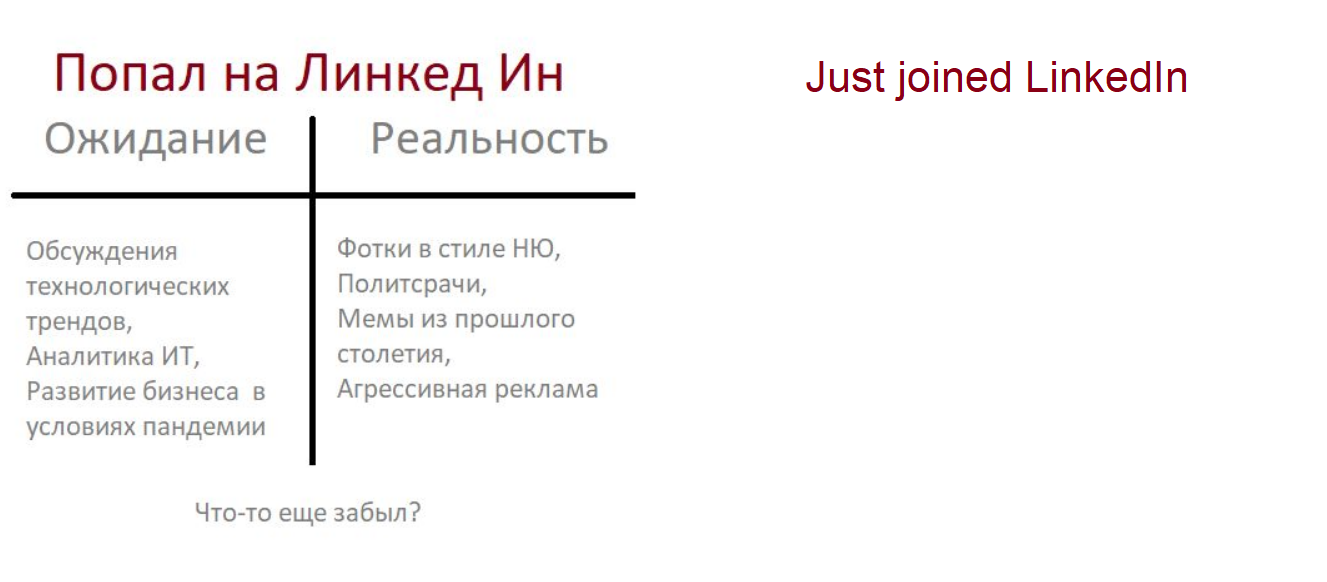 Попал на Линкед Ин
Just joined LinkedIn
Ожидание
Реальность
Обсуждения
технологических
трендов,
Аналитика ИТ,
Развитие бизнеса в
условиях пандемии
Фотки в стиле НЮ,
Политсрачи,
Мемы из прошлого
столетия,
Агрессивная реклама
Что-то еще забыл?